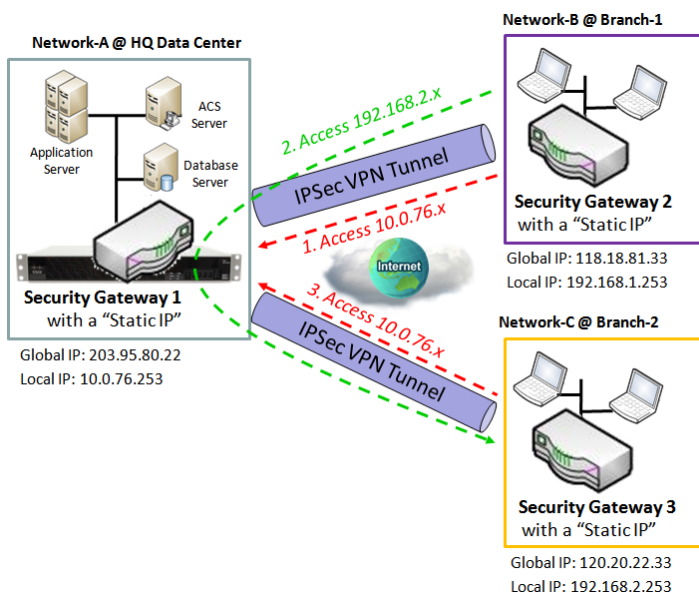 Network-A @ HQ Data Center
Application
Server
ACS
Server
Database
Server
Security Gateway 1
with a “Static IP”
Global IP: 203.95.80.22
Local IP: 10.0.76.253
2. Access 192.168.2.x
IPSec VPN Tunnel
1. Access 10.0.76.x
Internet
3. Access 10.0.76.x
IPSec VPN Tunnel
Network-B @ Branch-1
Security Gateway 2
with a “Static IP”
Global IP: 118.18.81.33
Local IP: 192.168.1.253
Network-C @ Branch-2
Security Gateway 3
with a “Static IP”
Global IP: 120.20.22.33
Local IP: 192.168.2.253